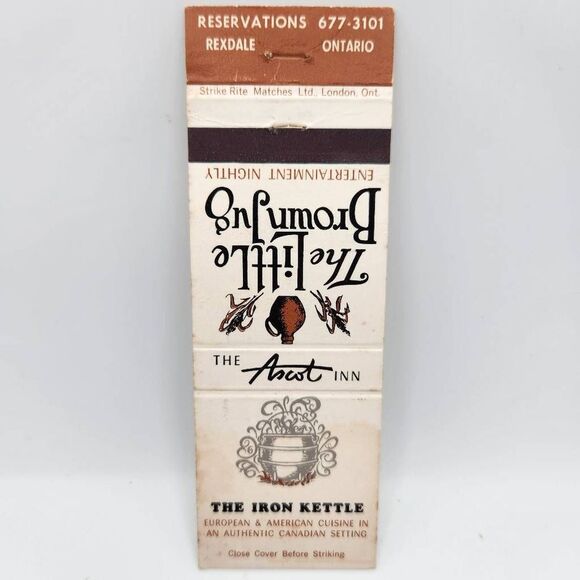 RESERVATIONS 677-3101
REXDALE ONTARIO
Strike Rite Matches Ltd., London, Ont.
The Little
Brown Jug
ENTERTAINMENT NIGHTLY
THE Ascot INN
THE IRON KETTLE
EUROPEAN & AMERICAN CUISINE IN
AN AUTHENTIC CANADIAN SETTING
Close Cover Before Striking